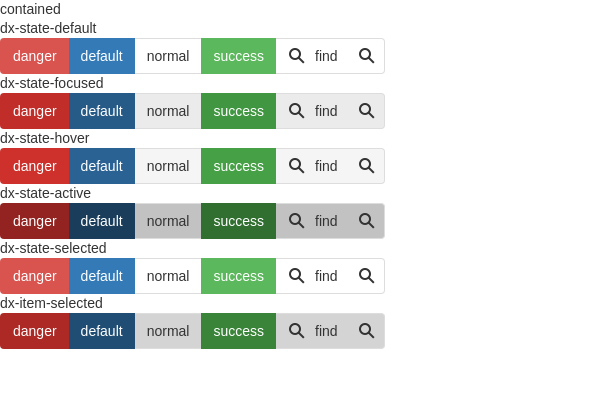 contained
dx-state-default
danger default normal success find
dx-state-focused
danger default normal success find
dx-state-hover
danger default normal success find
dx-state-active
danger default normal success find
dx-state-selected
danger default normal success find
dx-item-selected
danger default normal success find